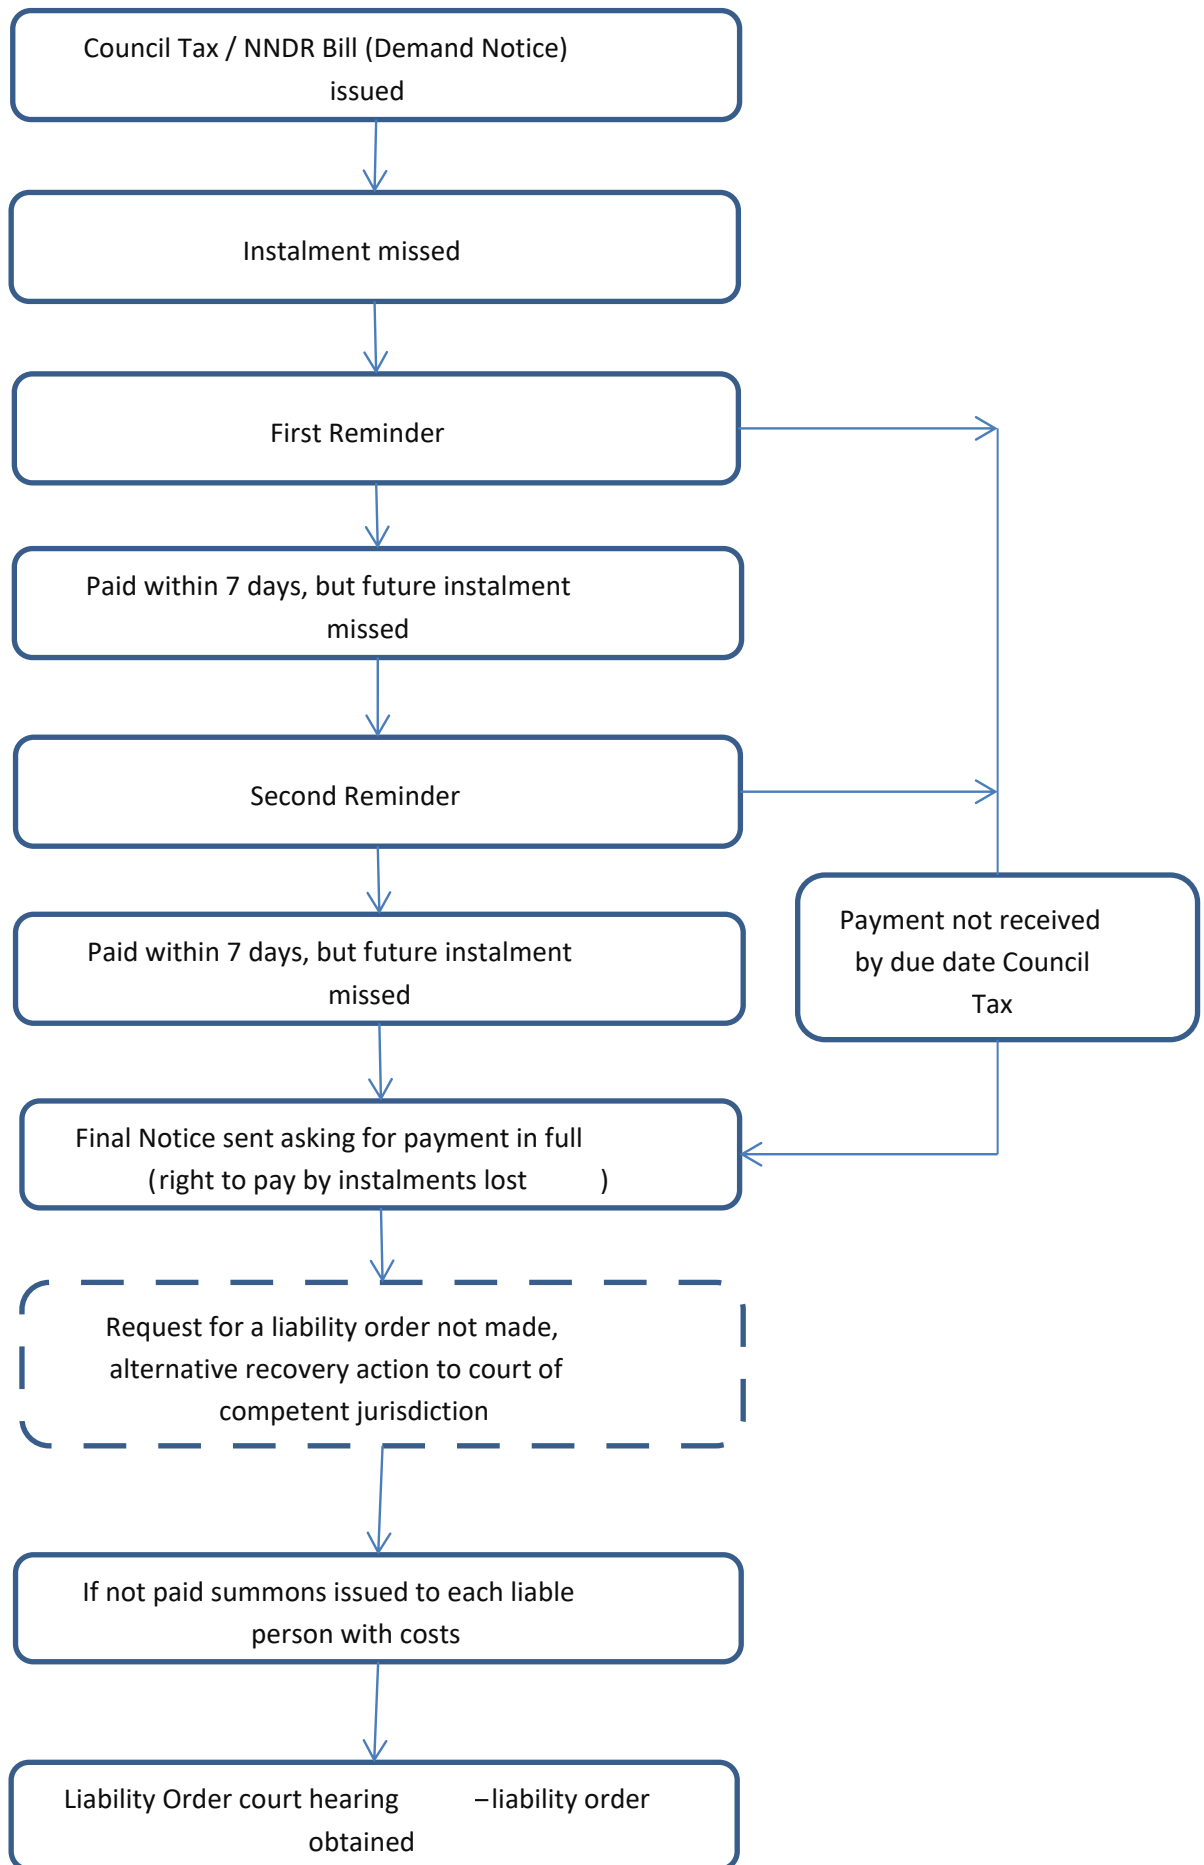 Council Tax / NNDR Bill (Demand Notice)
issued
Instalment missed
First Reminder
Paid within 7 days, but future instalment
missed
Second Reminder
Paid within 7 days, but future instalment
missed
Payment not received
by due date Council
Tax
Final Notice sent asking for payment in full
(right to pay by instalments lost )
Request for a liability order not made,
alternative recovery action to court of
competent jurisdiction
If not paid summons issued to each liable
person with costs
Liability Order court hearing –liability order
obtained